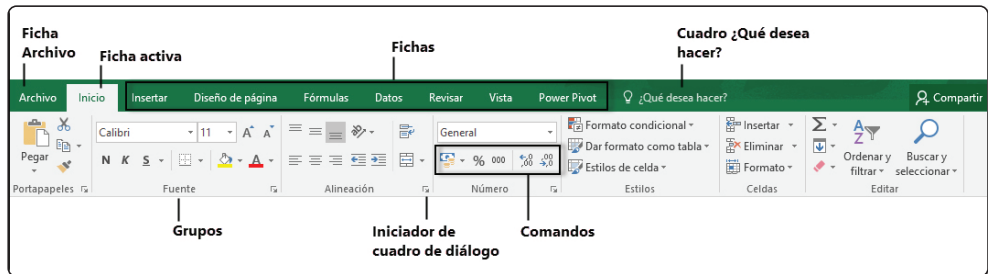 Ficha
Archivo
Ficha activa
Fichas
Cuadro ¿Qué desea
hacer?
Archivo Inicio Insertar Diseño de página Fórmulas Datos Revisar Vista Power Pivot ¿Qué desea hacer? Compartir
Pegar
Calibri 11
N K S A
General
% 000
Formato condicional
Dar formato como tabla
Estilos de celda
Insertar
Eliminar
Formato
Ordenar y
filtrar
Buscar y
seleccionar
Portapapeles Fuente Alineación Número Estilos Celdas Editar
Grupos
Iniciador de
cuadro de diálogo
Comandos